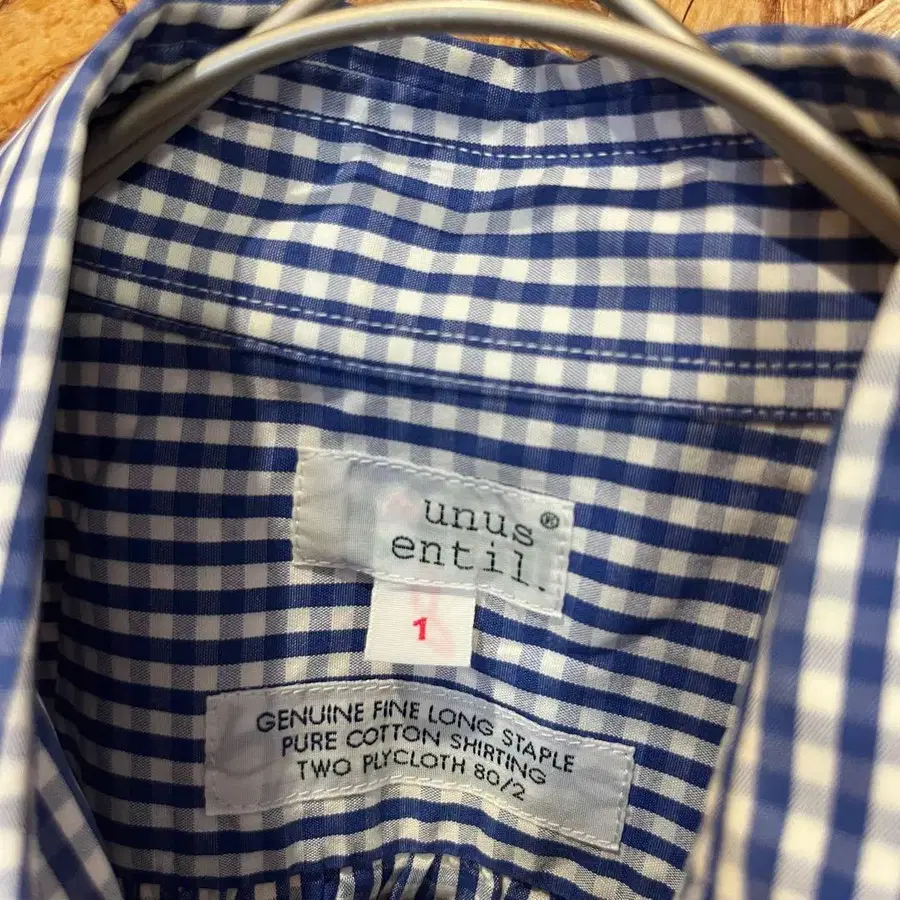 unus®
entil.
1
GENUINE FINE LONG STAPLE
PURE COTTON SHIRTING
TWO PLYCLOTH 80/2